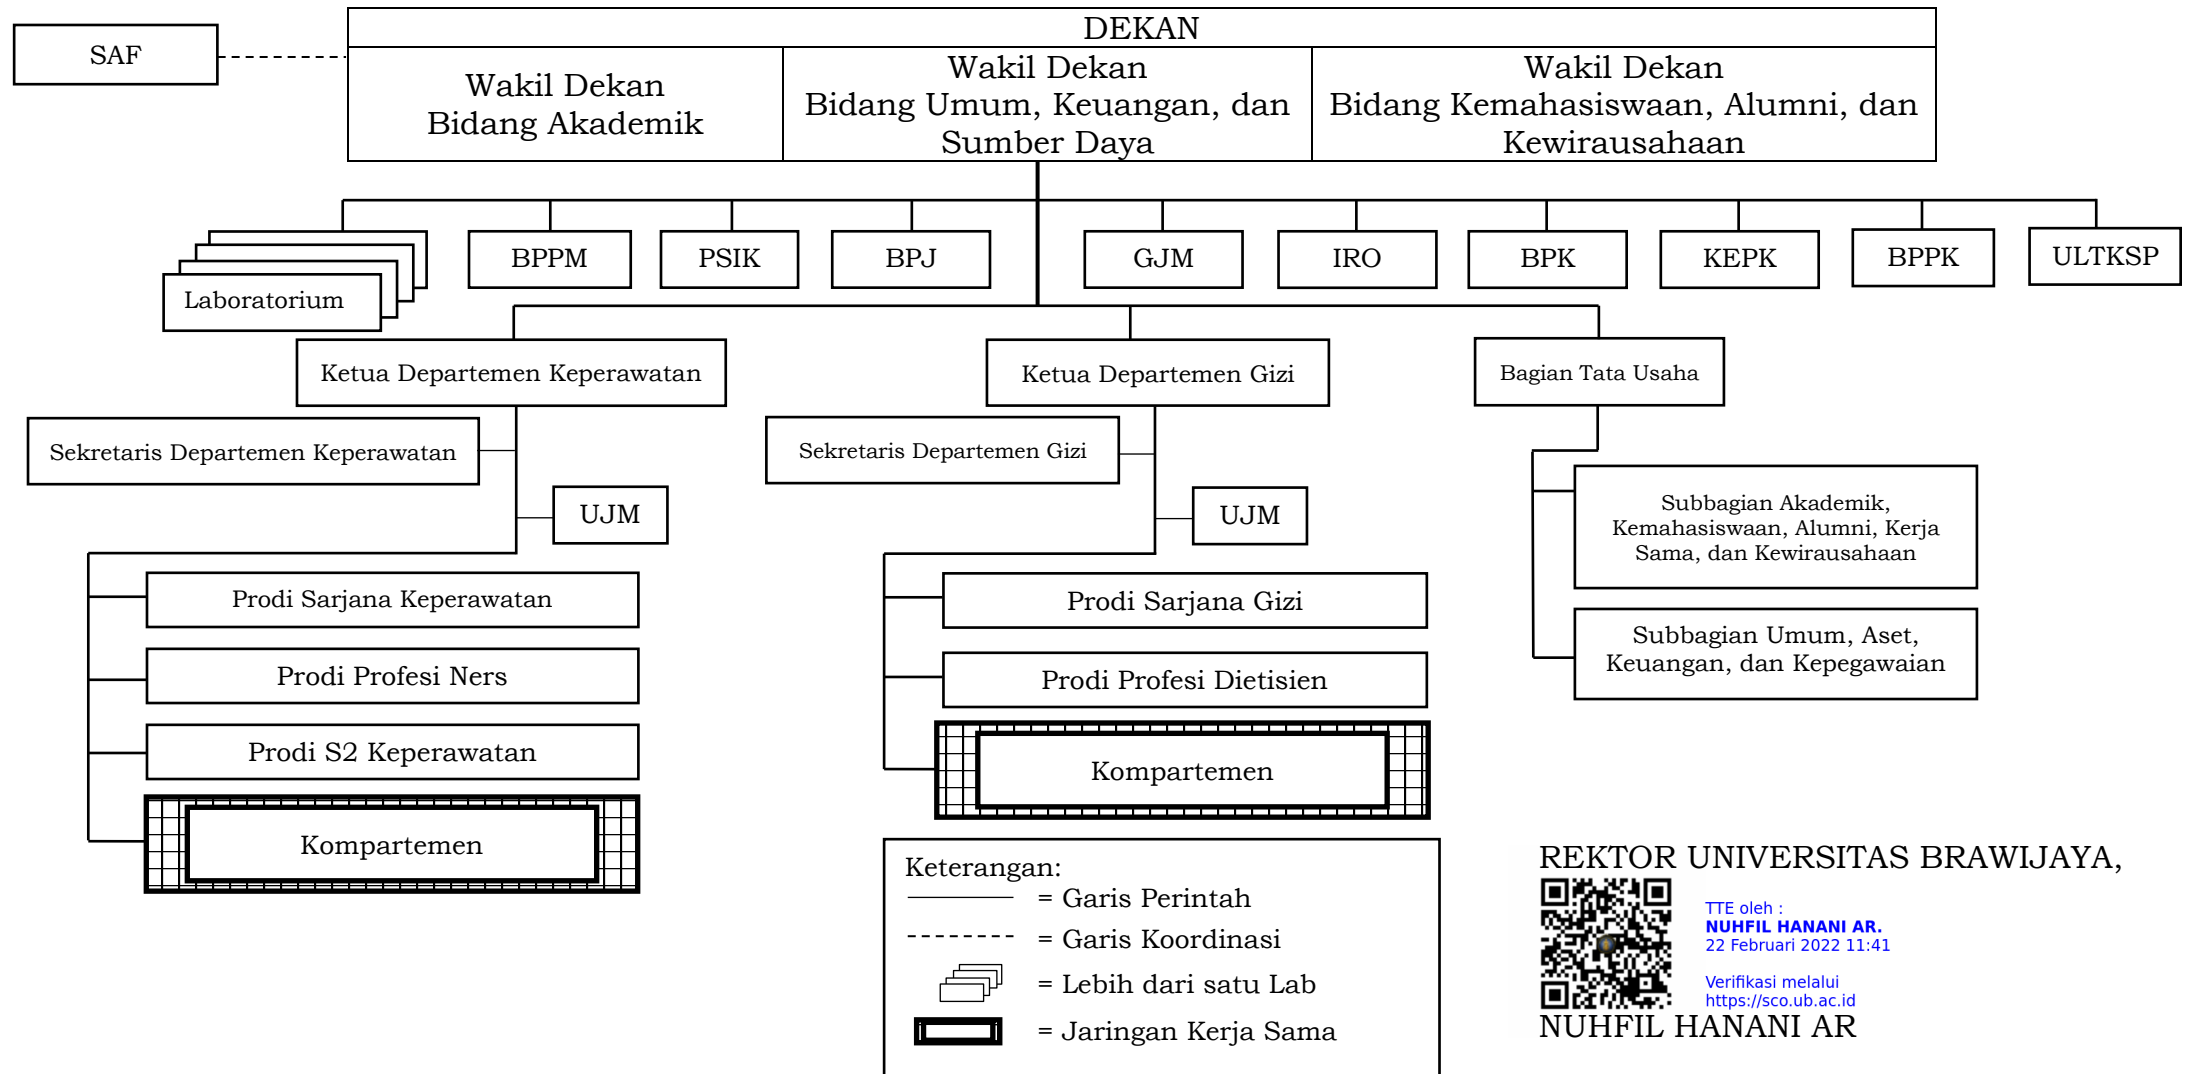 SAF
DEKAN
Wakil Dekan
Bidang Akademik
Wakil Dekan
Bidang Umum, Keuangan, dan
Sumber Daya
Wakil Dekan
Bidang Kemahasiswaan, Alumni, dan
Kewirausahaan
Laboratorium
BPPM
PSIK
BPJ
GJM
IRO
BPK
KEPK
BPPK
ULTKSP
Ketua Departemen Keperawatan
Ketua Departemen Gizi
Bagian Tata Usaha
Sekretaris Departemen Keperawatan
UJM
Prodi Sarjana Keperawatan
Prodi Profesi Ners
Prodi S2 Keperawatan
Kompartemen
Sekretaris Departemen Gizi
UJM
Prodi Sarjana Gizi
Prodi Profesi Dietisien
Kompartemen
Subbagian Akademik,
Kemahasiswaan, Alumni, Kerja
Sama, dan Kewirausahaan
Subbagian Umum, Aset,
Keuangan, dan Kepegawaian
Keterangan:
= Garis Perintah
= Garis Koordinasi
= Lebih dari satu Lab
= Jaringan Kerja Sama
REKTOR UNIVERSITAS BRAWIJAYA,
TTE oleh :
NUHFIL HANANI AR.
22 Februari 2022 11:41
Verifikasi melalui
https://sco.ub.ac.id
NUHFIL HANANI AR